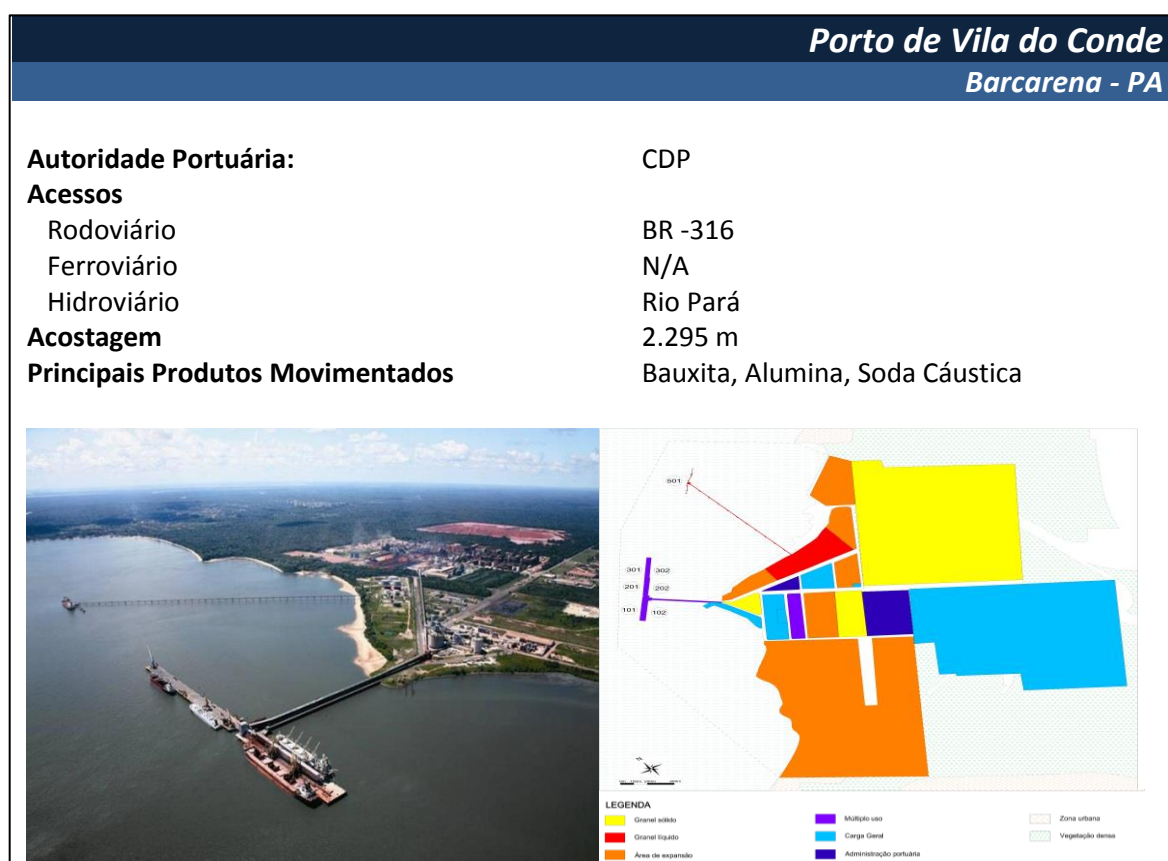 Porto de Vila do Conde
Barcarena - PA
Autoridade Portuária: CDP
Acessos
Rodoviário BR -316
Ferroviário N/A
Hidroviário Rio Pará
Acostagem 2.295 m
Principais Produtos Movimentados Bauxita, Alumina, Soda Cáustica
501
301 302
201 202
101 102
LEGENDA
Granel sólido Múltiplo uso Zona urbana
Granel líquido Carga Geral Vegetação densa
Área de expansão Administração portuária